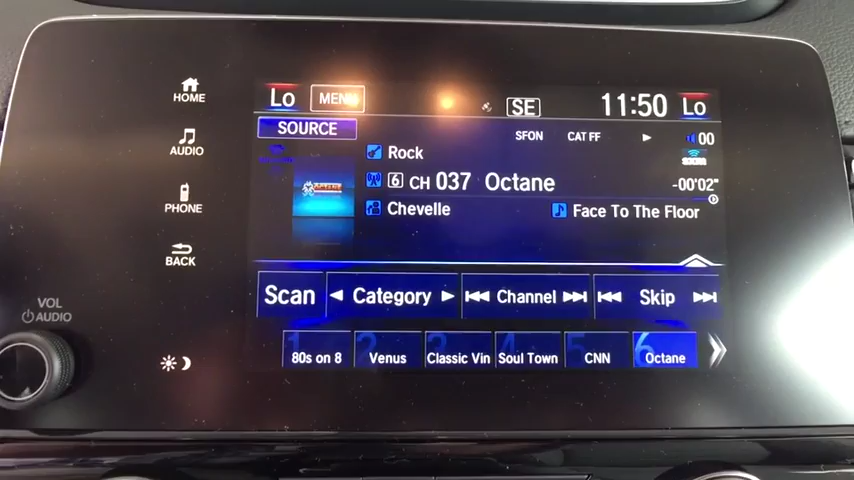 HOME
AUDIO
PHONE
BACK
VOL
AUDIO
Lo
MENU
SE
11:50
Lo
SOURCE
SFON
CAT FF
00
Rock
6 CH 037 Octane
-00'02"
Chevelle
Face To The Floor
Scan
Category
Channel
Skip
1 80s on 8
2 Venus
3 Classic Vin
4 Soul Town
5 CNN
6 Octane